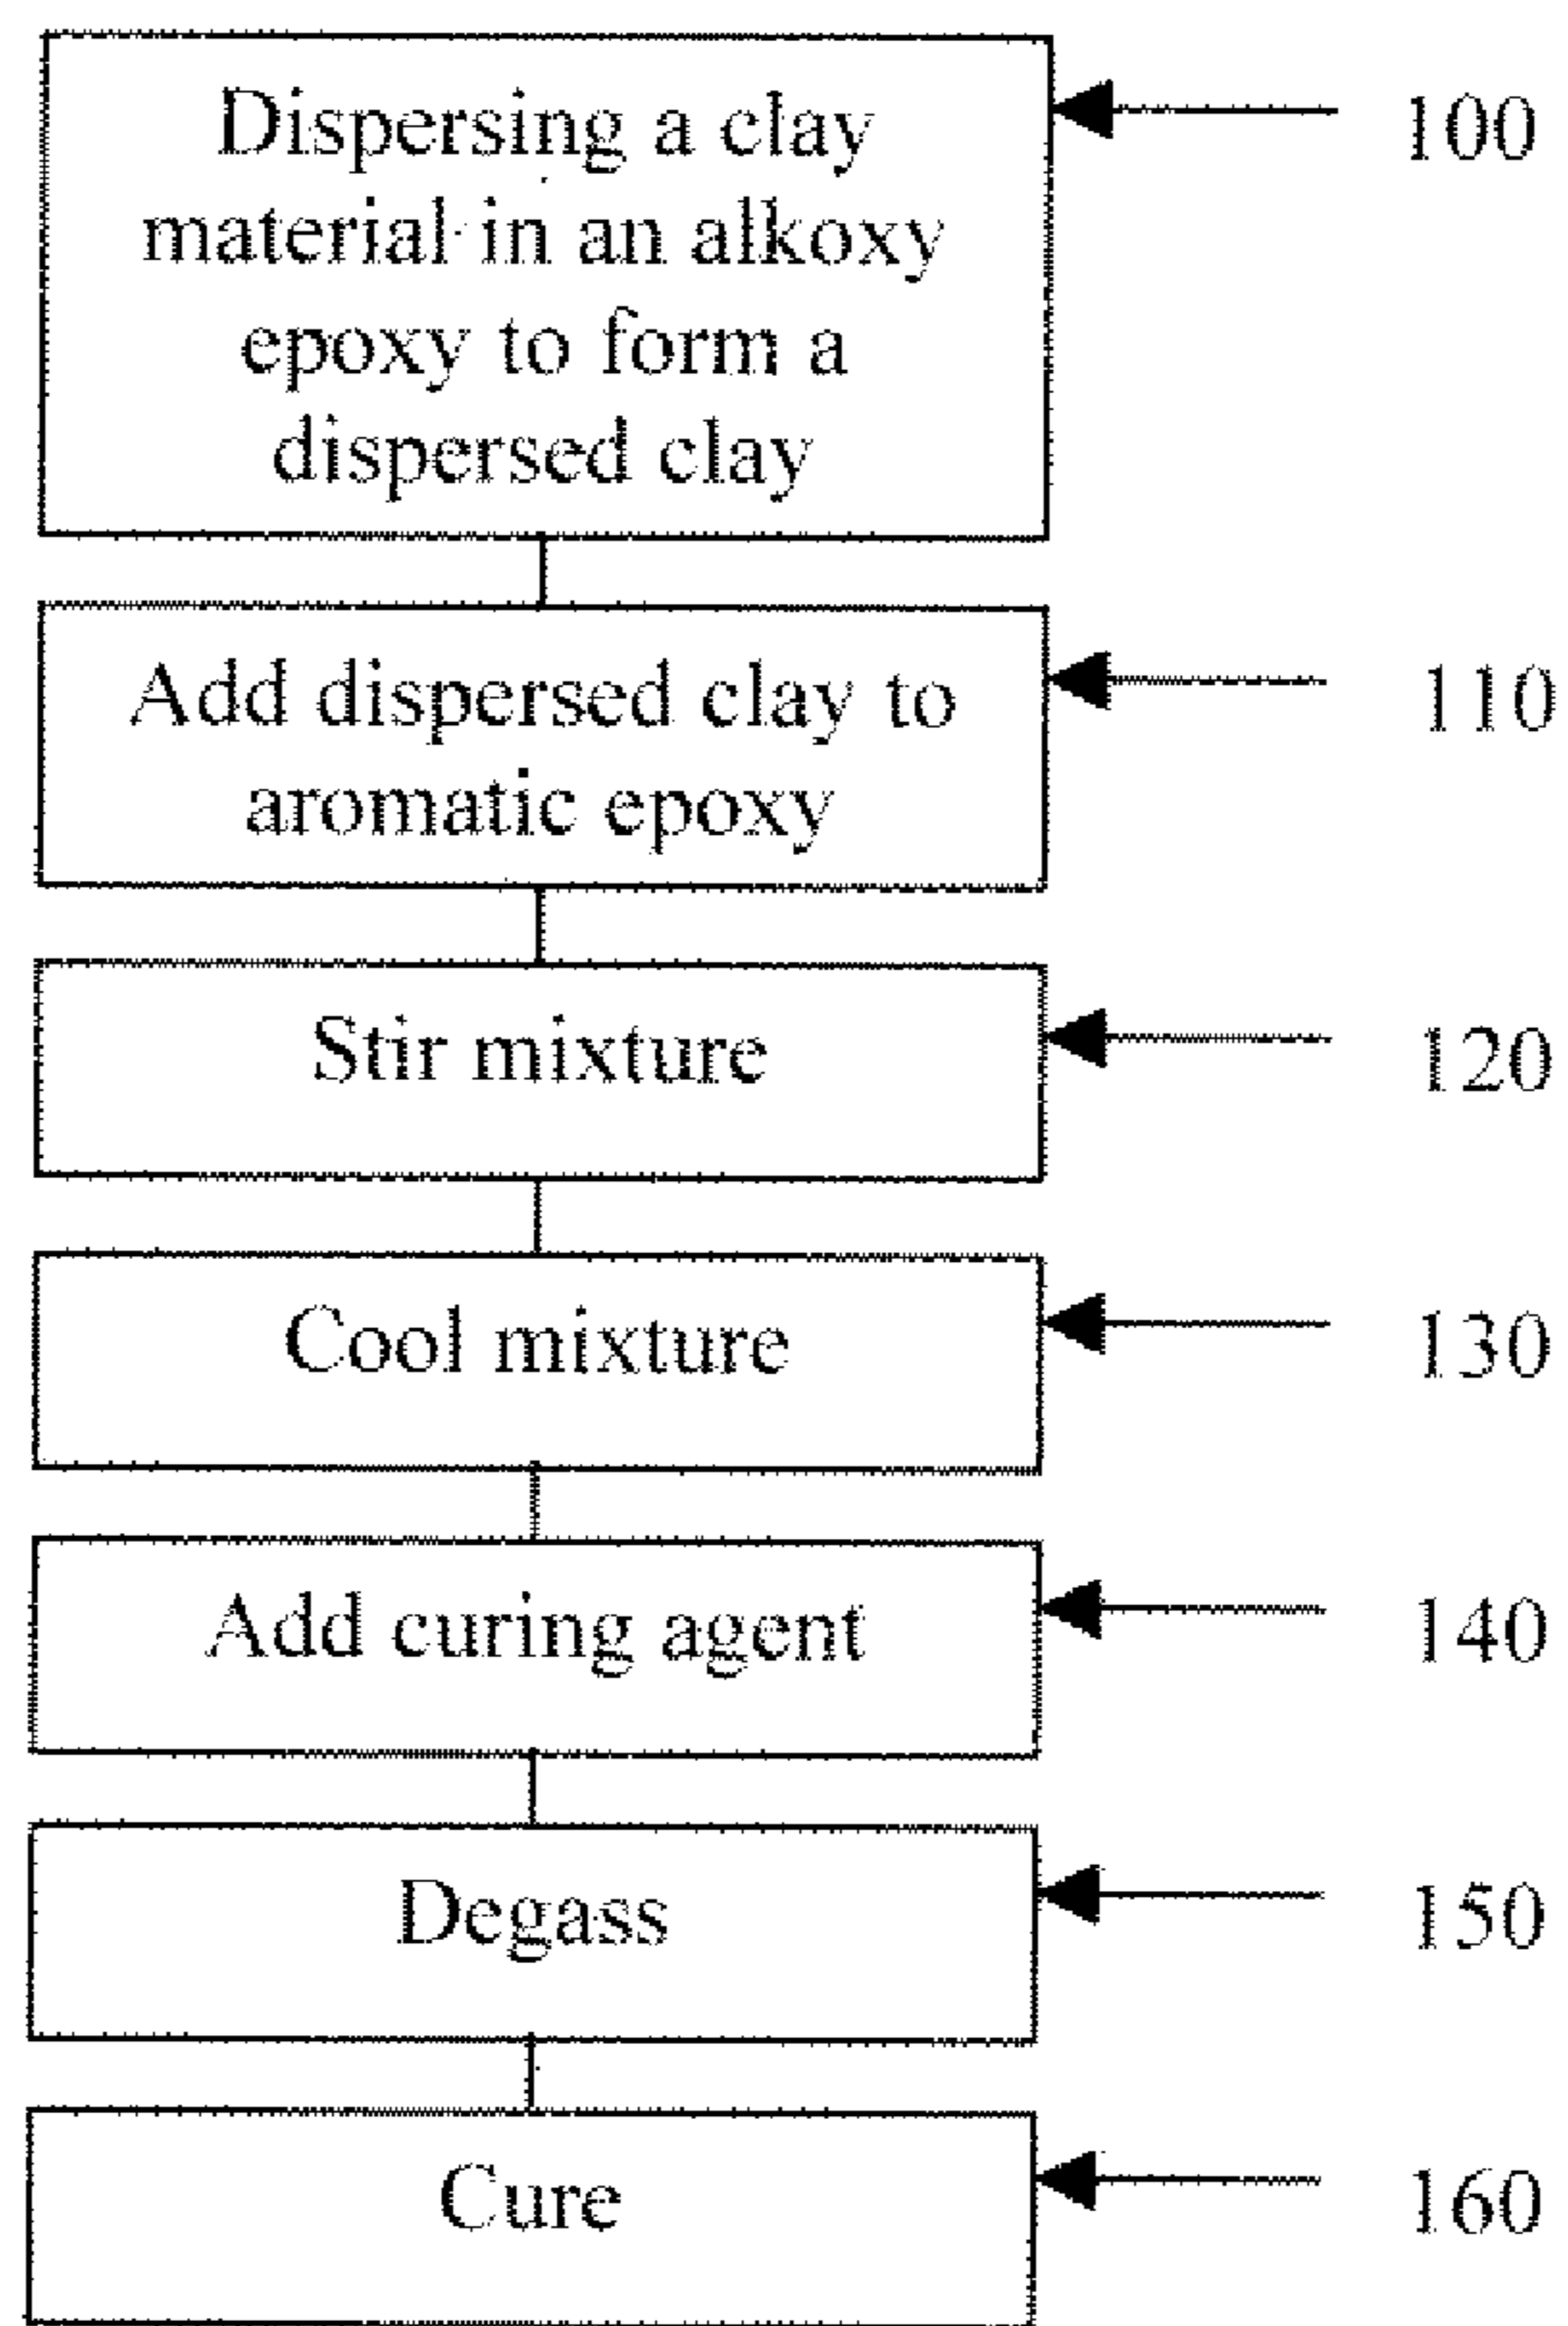 Dispersing a clay
material in an alkoxy
epoxy to form a
dispersed clay
100
Add dispersed clay to
aromatic epoxy
110
Stir mixture
120
Cool mixture
130
Add curing agent
140
Degass
150
Cure
160